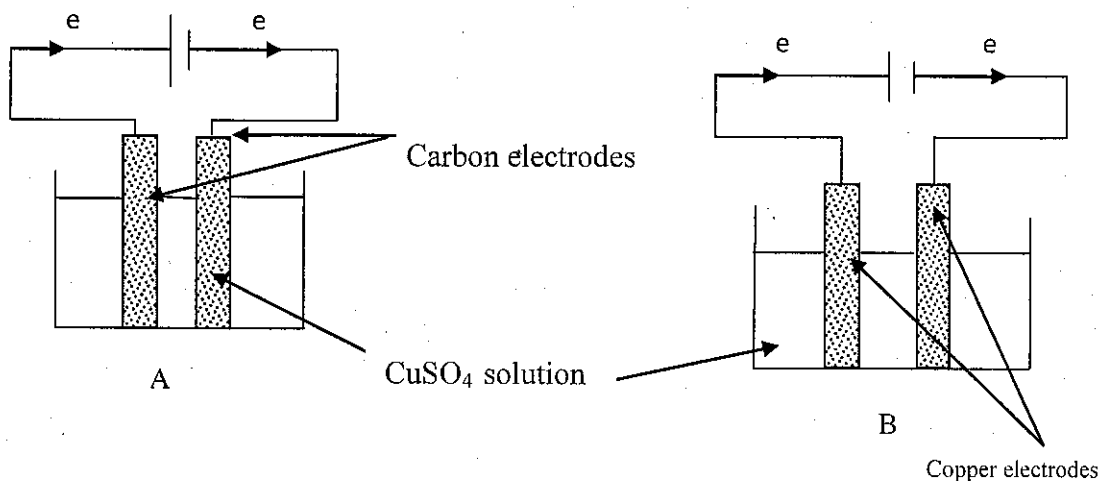 e e
e e
Carbon electrodes
A
CuSO₄ solution
B
Copper electrodes